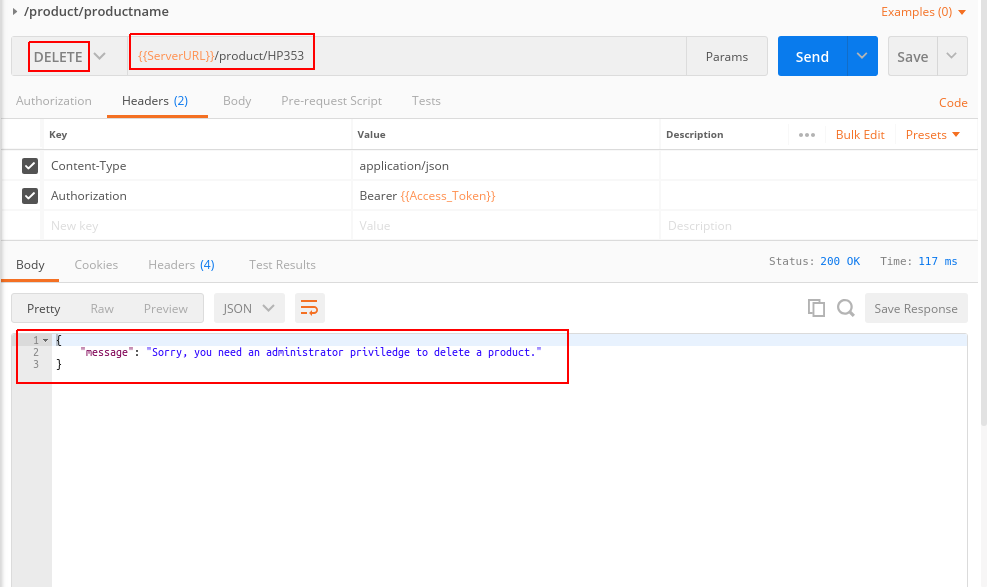 /product/productname
Examples (0)
DELETE {{ServerURL}}/product/HP353 Params Send Save
Authorization Headers (2) Body Pre-request Script Tests Code
Key Value Description ••• Bulk Edit Presets
Content-Type application/json
Authorization Bearer {{Access_Token}}
New key Value Description
Body Cookies Headers (4) Test Results Status: 200 OK Time: 117 ms
Pretty Raw Preview JSON Save Response
1 {
2 "message": "Sorry, you need an administrator priviledge to delete a product."
3 }